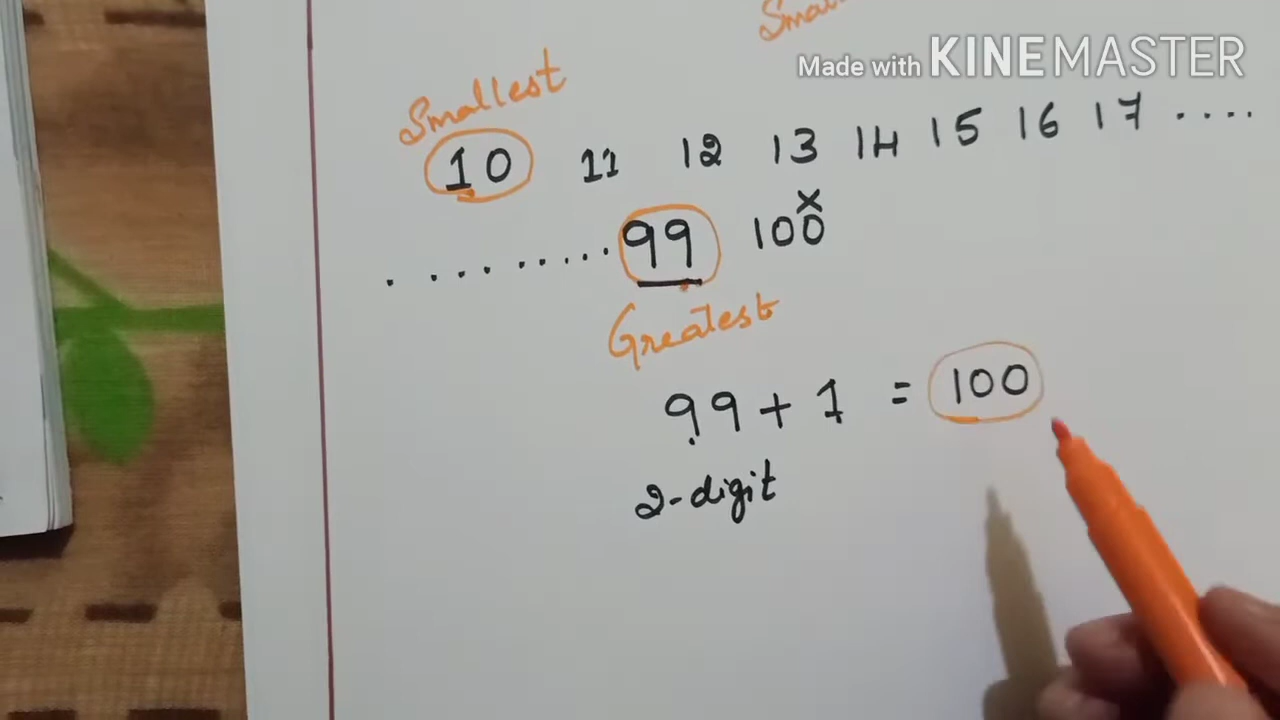 Made with KINEMASTER
Smallest
10 11 12 13 14 15 16 17 ....
.........99 100
x
Greatest
99 + 1 = 100
2-digit